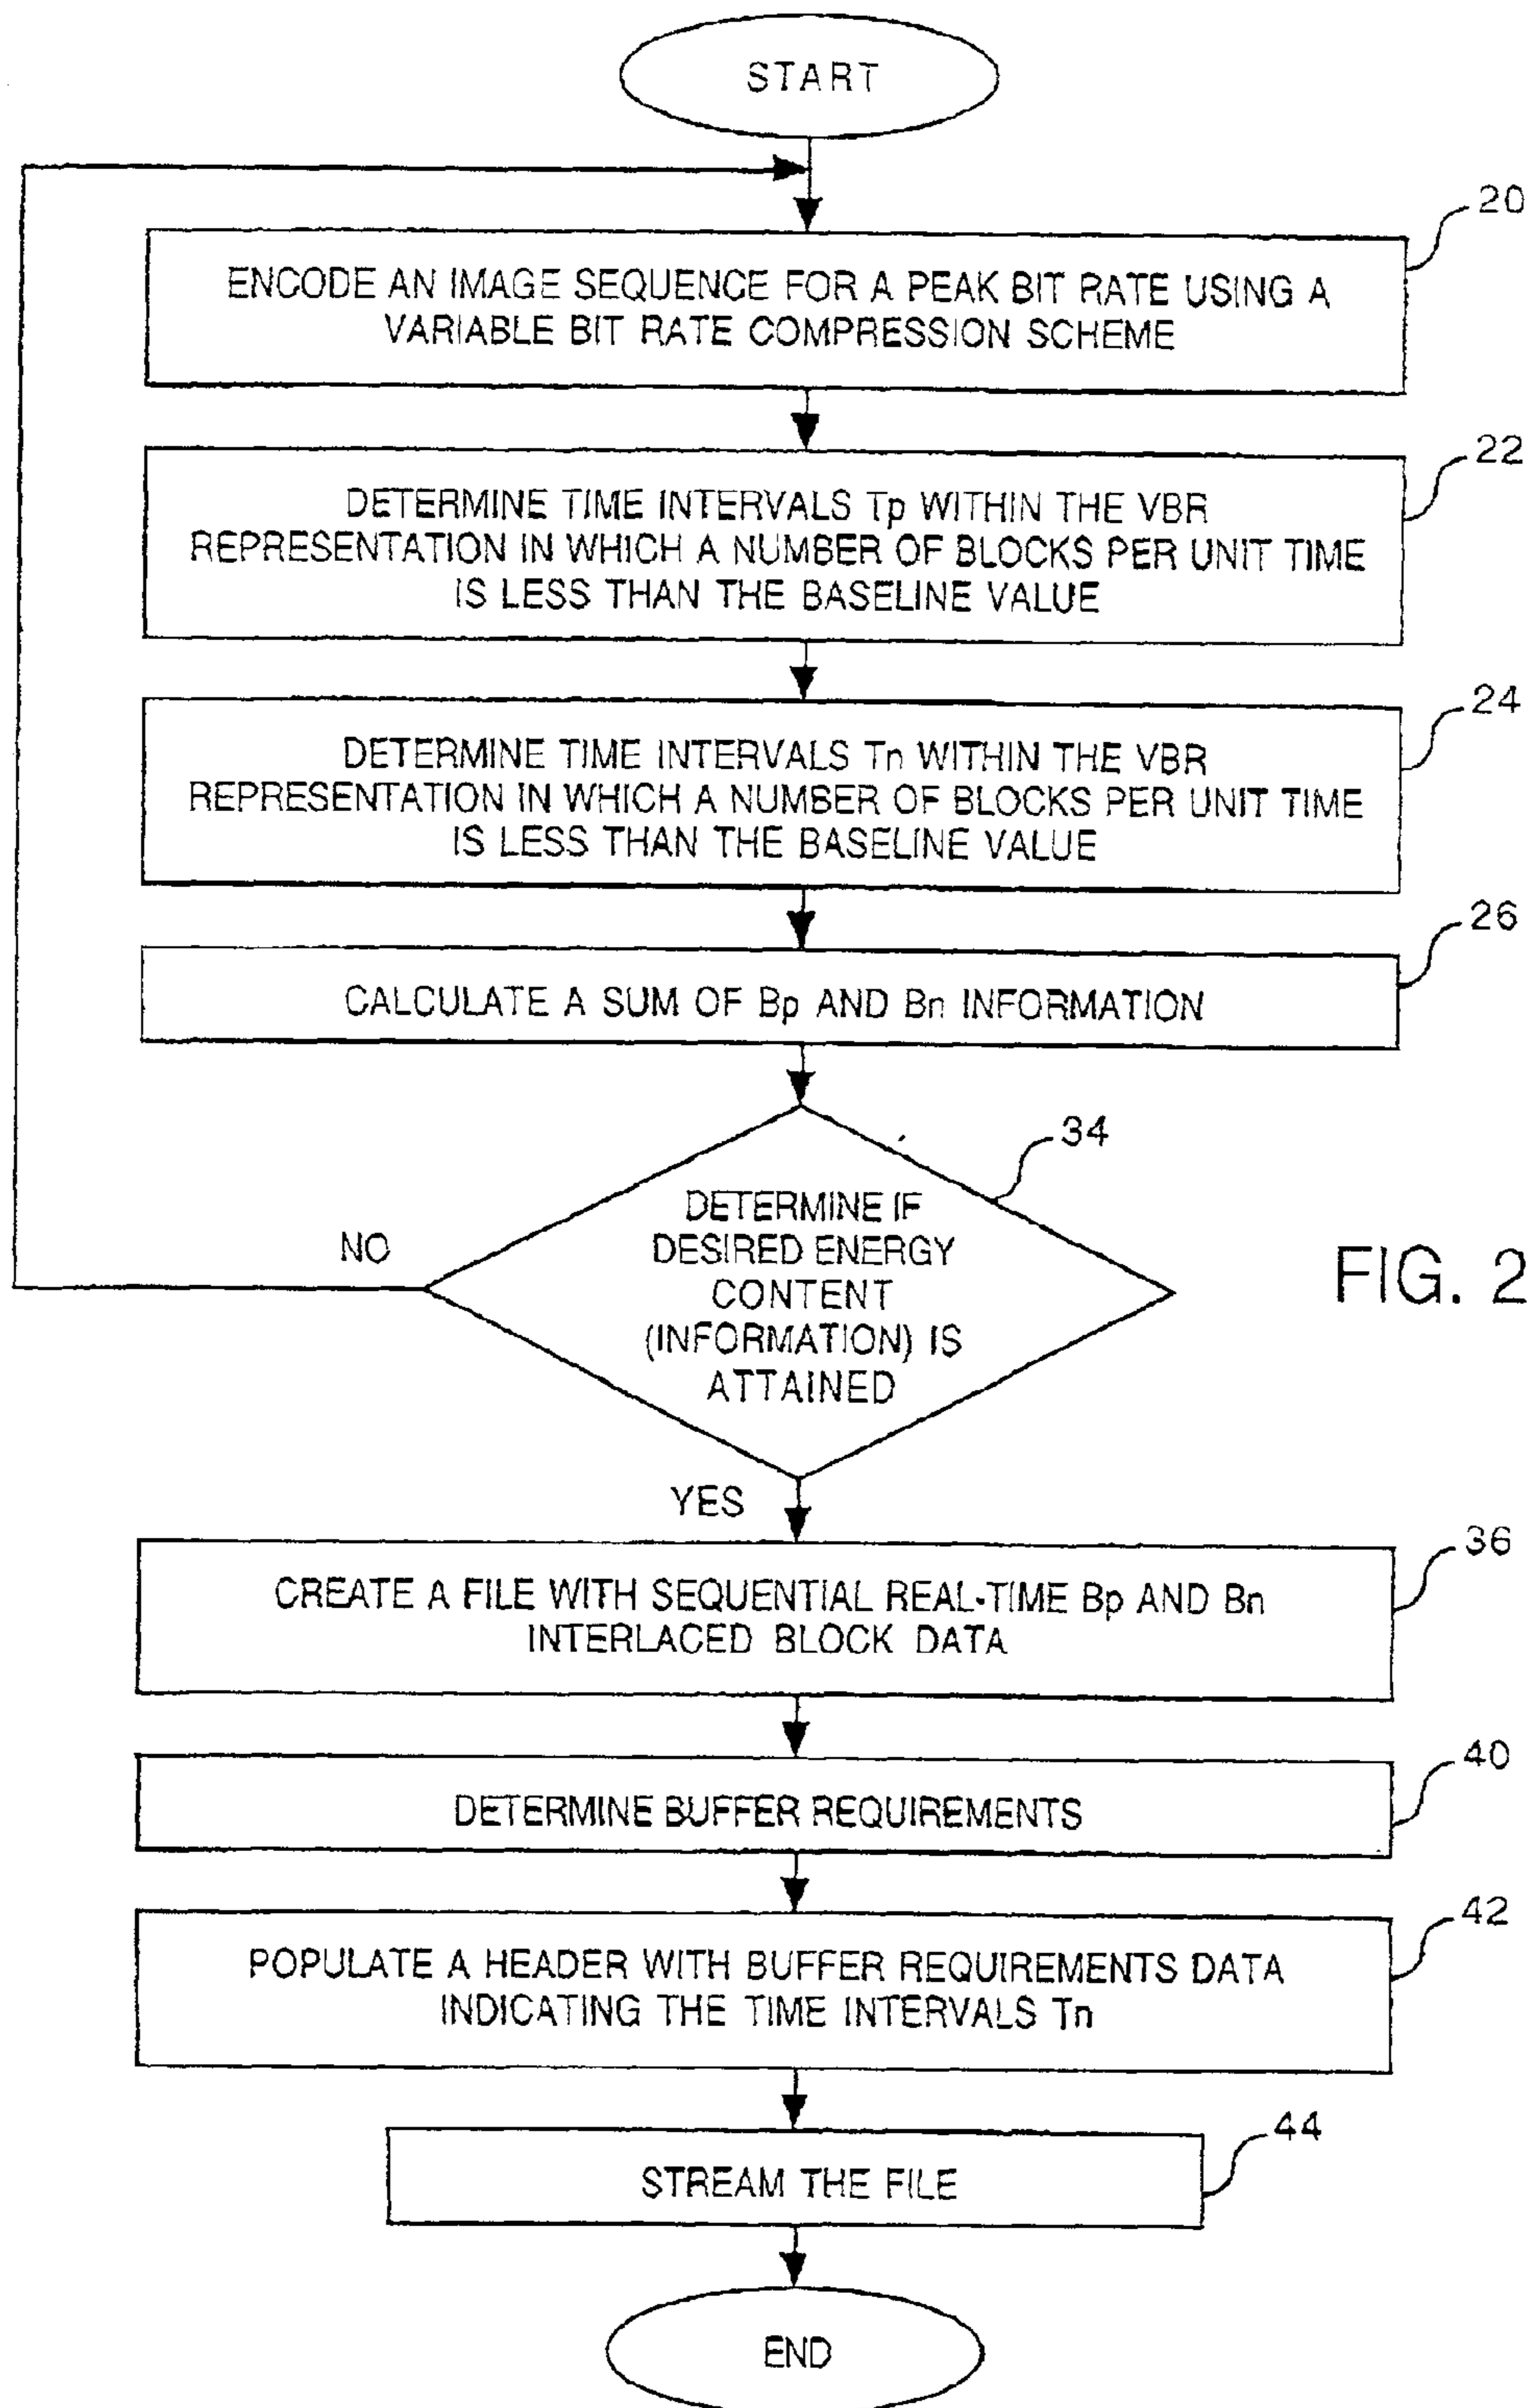 START
20
ENCODE AN IMAGE SEQUENCE FOR A PEAK BIT RATE USING A
VARIABLE BIT RATE COMPRESSION SCHEME
22
DETERMINE TIME INTERVALS Tp WITHIN THE VBR
REPRESENTATION IN WHICH A NUMBER OF BLOCKS PER UNIT TIME
IS LESS THAN THE BASELINE VALUE
24
DETERMINE TIME INTERVALS Tn WITHIN THE VBR
REPRESENTATION IN WHICH A NUMBER OF BLOCKS PER UNIT TIME
IS LESS THAN THE BASELINE VALUE
26
CALCULATE A SUM OF Bp AND Bn INFORMATION
34
DETERMINE IF
DESIRED ENERGY
CONTENT
(INFORMATION) IS
ATTAINED
NO
FIG. 2
YES
36
CREATE A FILE WITH SEQUENTIAL REAL-TIME Bp AND Bn
INTERLACED BLOCK DATA
40
DETERMINE BUFFER REQUIREMENTS
42
POPULATE A HEADER WITH BUFFER REQUIREMENTS DATA
INDICATING THE TIME INTERVALS Tn
44
STREAM THE FILE
END